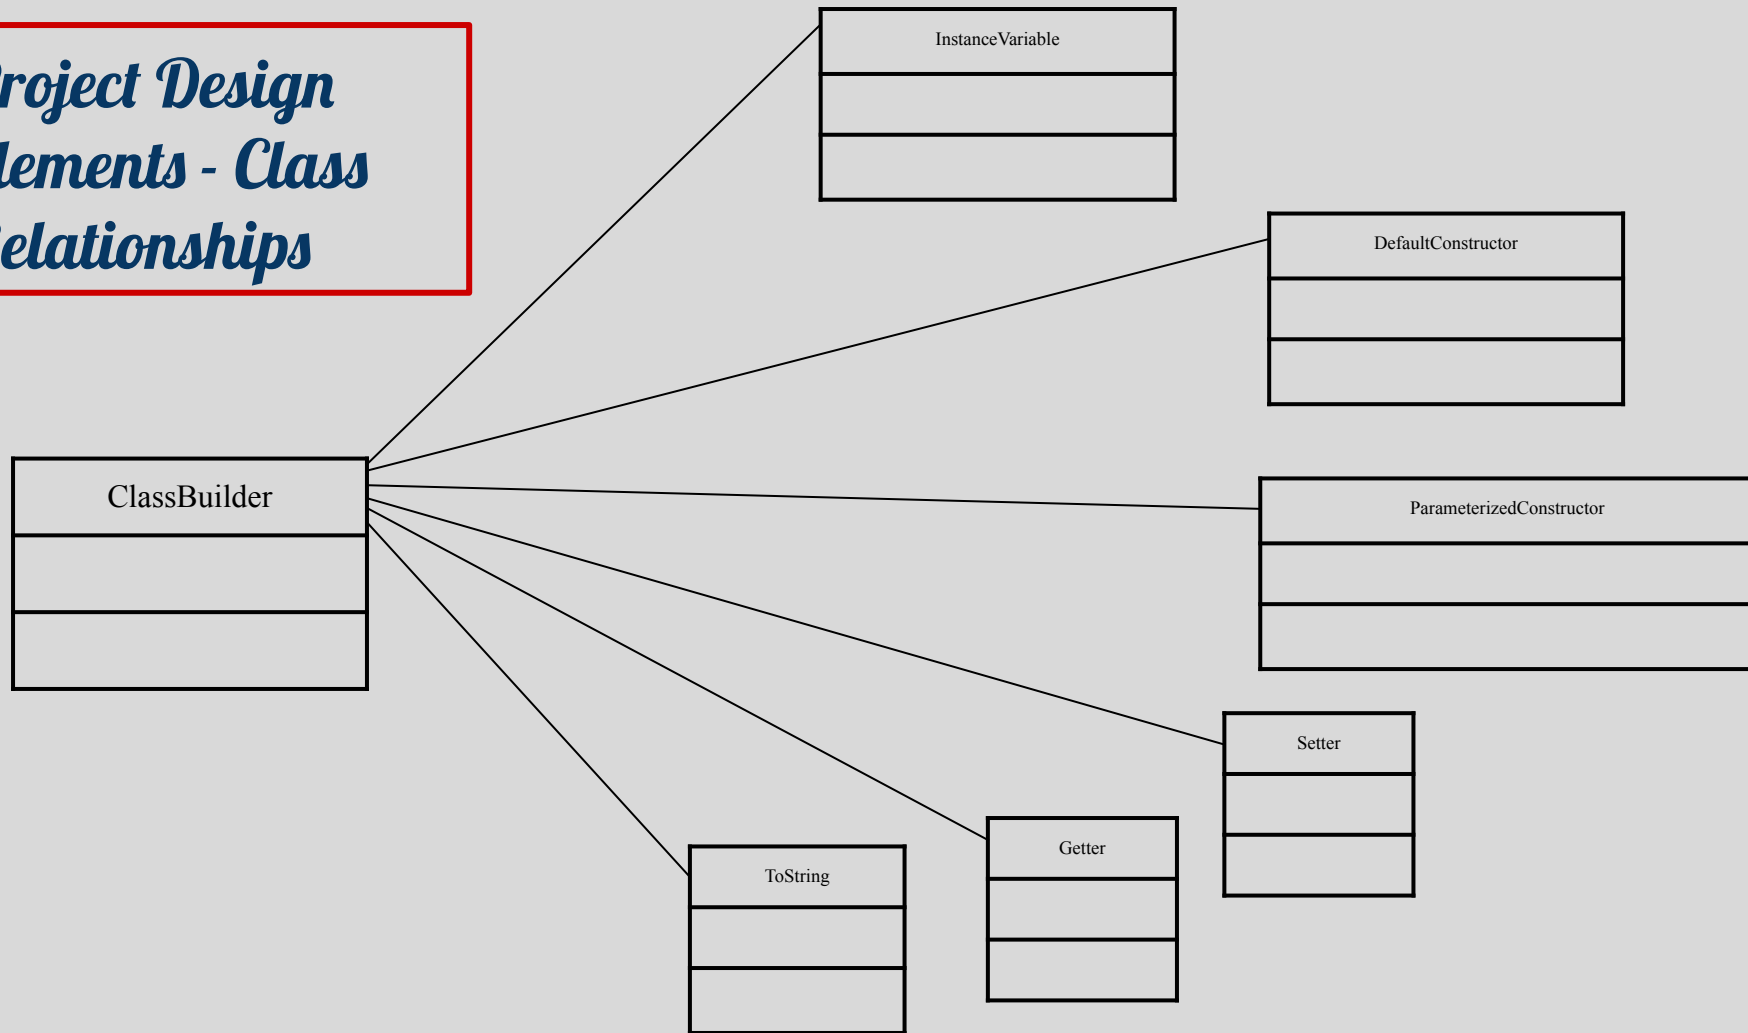 roject Design
lements - Class
elationships
InstanceVariable
DefaultConstructor
ClassBuilder
ParameterizedConstructor
Setter
Getter
ToString